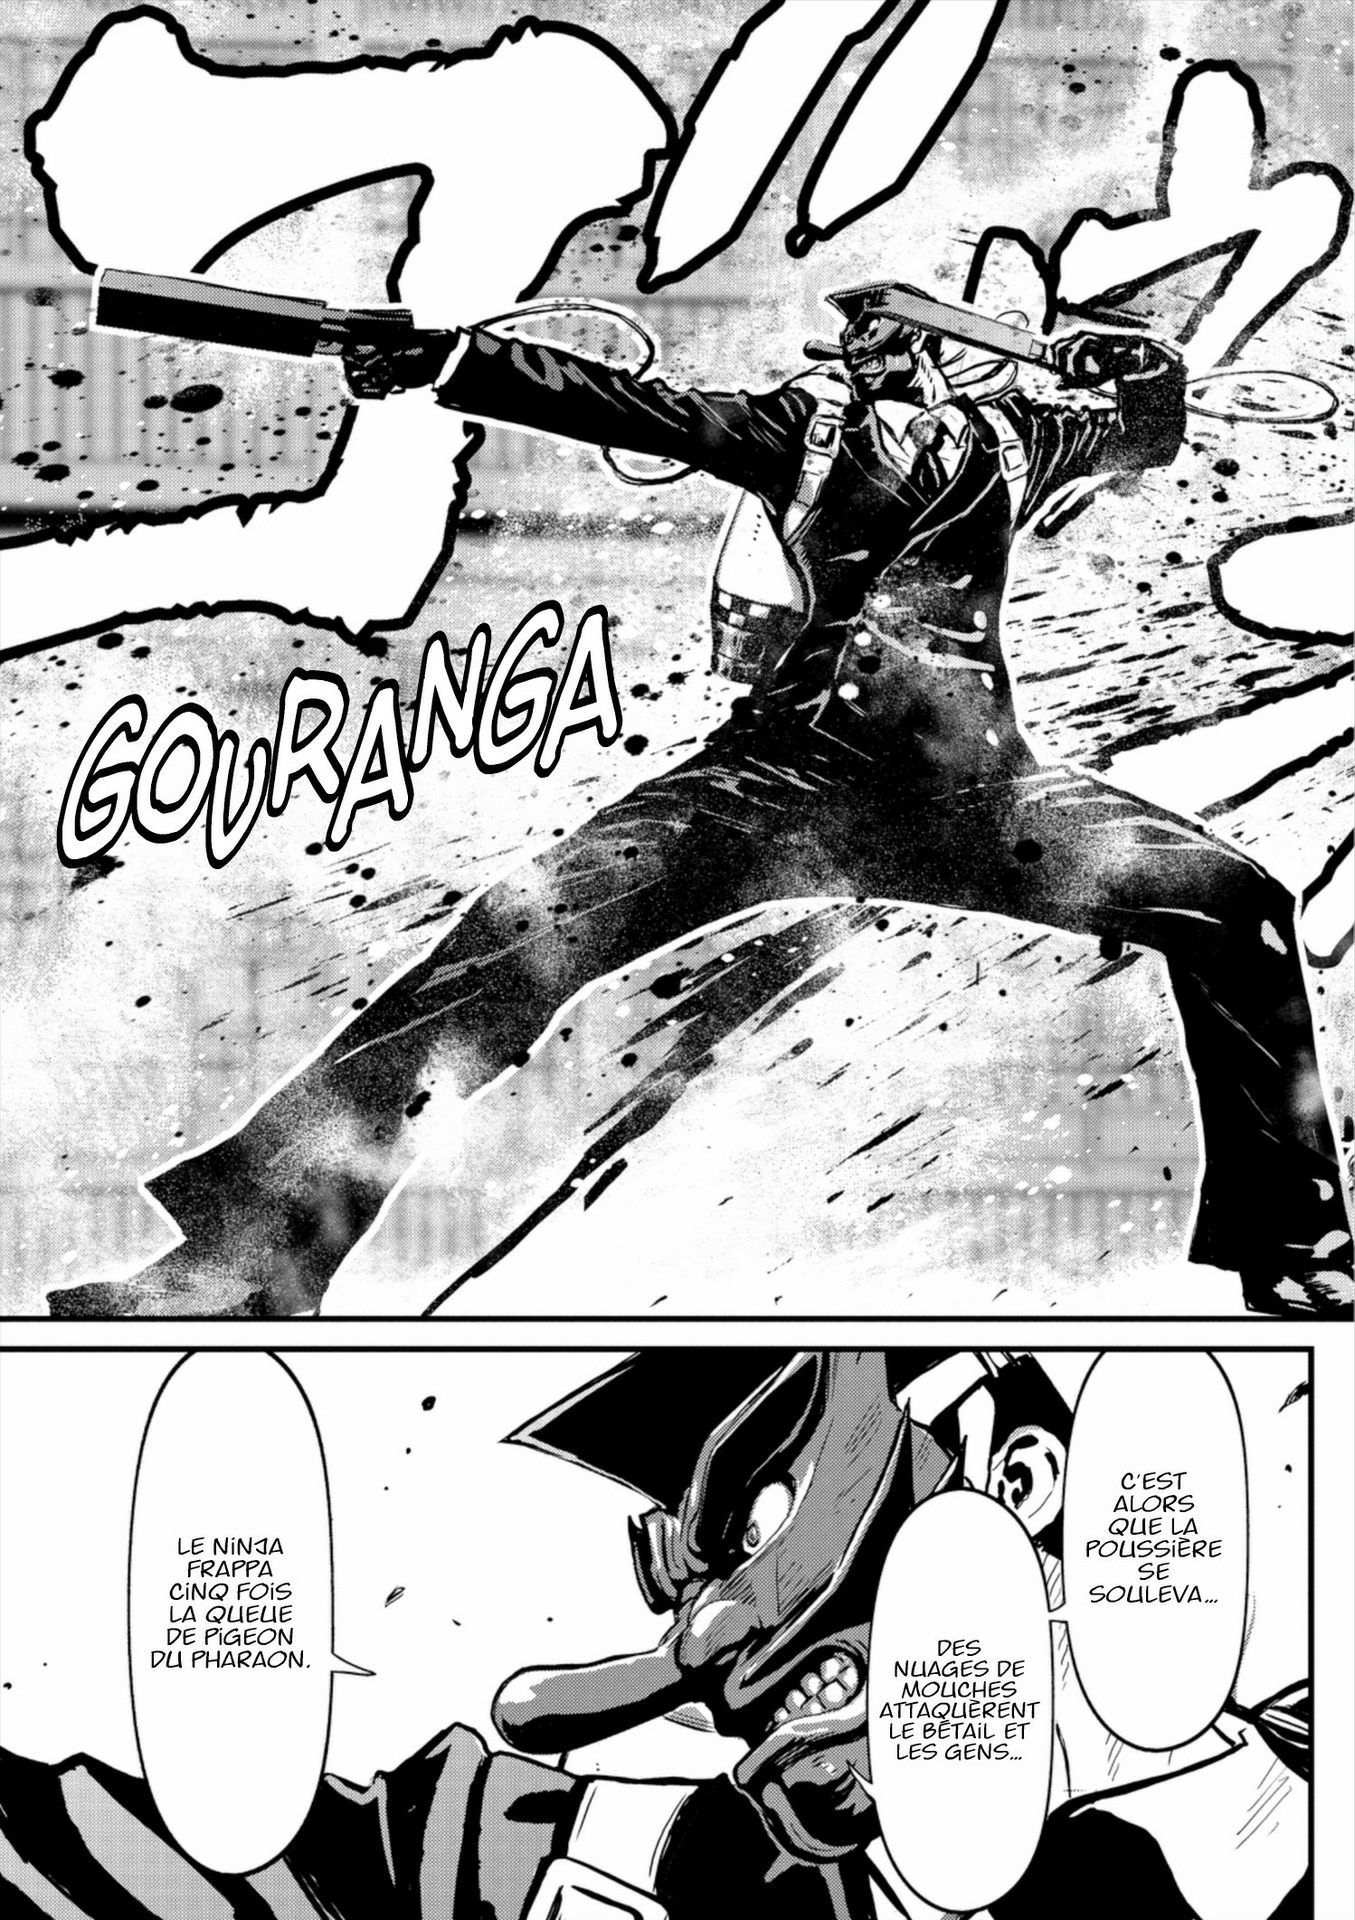 GOURANGA
C'EST
ALORS
QUE LA
POUSSIÈRE
SE
SOULEVA...
DES
NUAGES DE
MOUCHES
ATTAQUÈRENT
LE BÉTAIL ET
LES GENS...
LE NINJA
FRAPPA
CINQ FOIS
LA QUEUE
DE PIGEON
DU PHARAON.